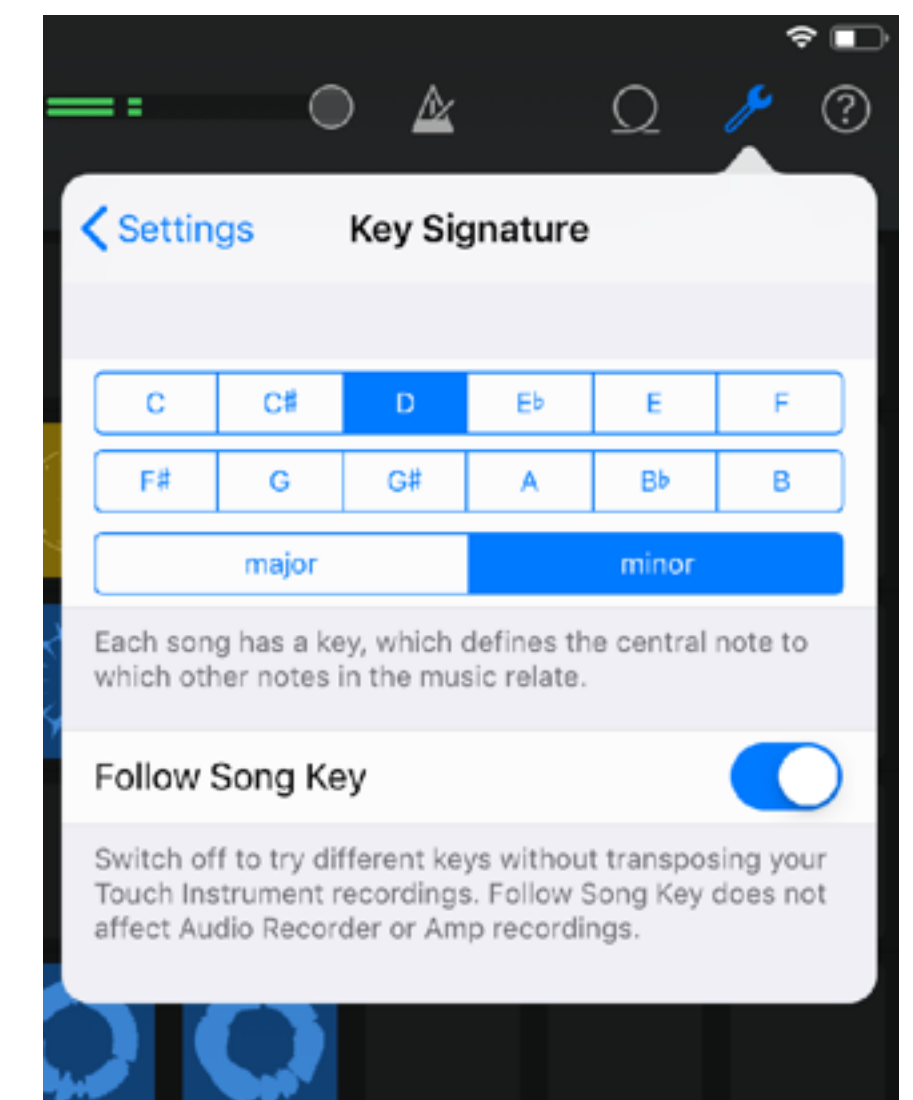 ?
Settings Key Signature
C C♯ D E♭ E F
F♯ G G♯ A B♭ B
major minor
Each song has a key, which defines the central note to
which other notes in the music relate.
Follow Song Key
Switch off to try different keys without transposing your
Touch Instrument recordings. Follow Song Key does not
affect Audio Recorder or Amp recordings.